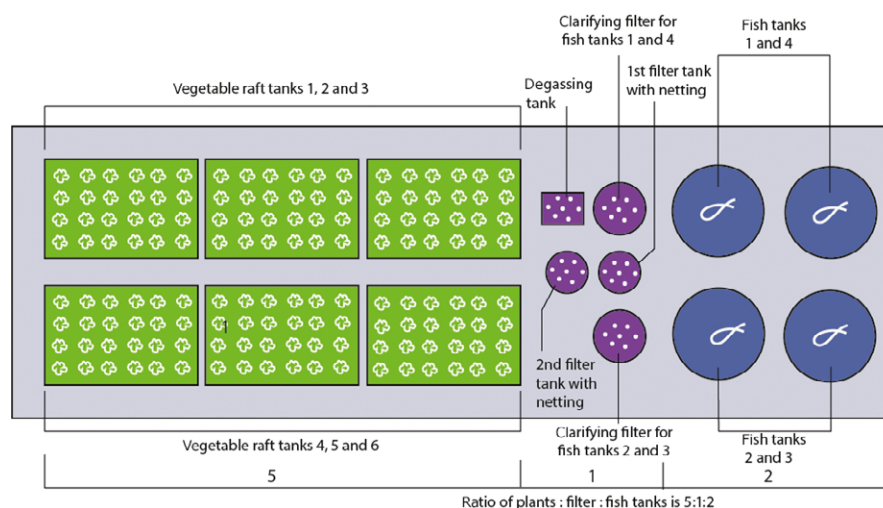 Clarifying filter for
fish tanks 1 and 4
Fish tanks
1 and 4
1st filter tank
with netting
Degassing
tank
Vegetable raft tanks 1, 2 and 3
2nd filter
tank with
netting
Vegetable raft tanks 4, 5 and 6
Clarifying filter for
fish tanks 2 and 3
Fish tanks
2 and 3
5
1
2
Ratio of plants : filter : fish tanks is 5:1:2